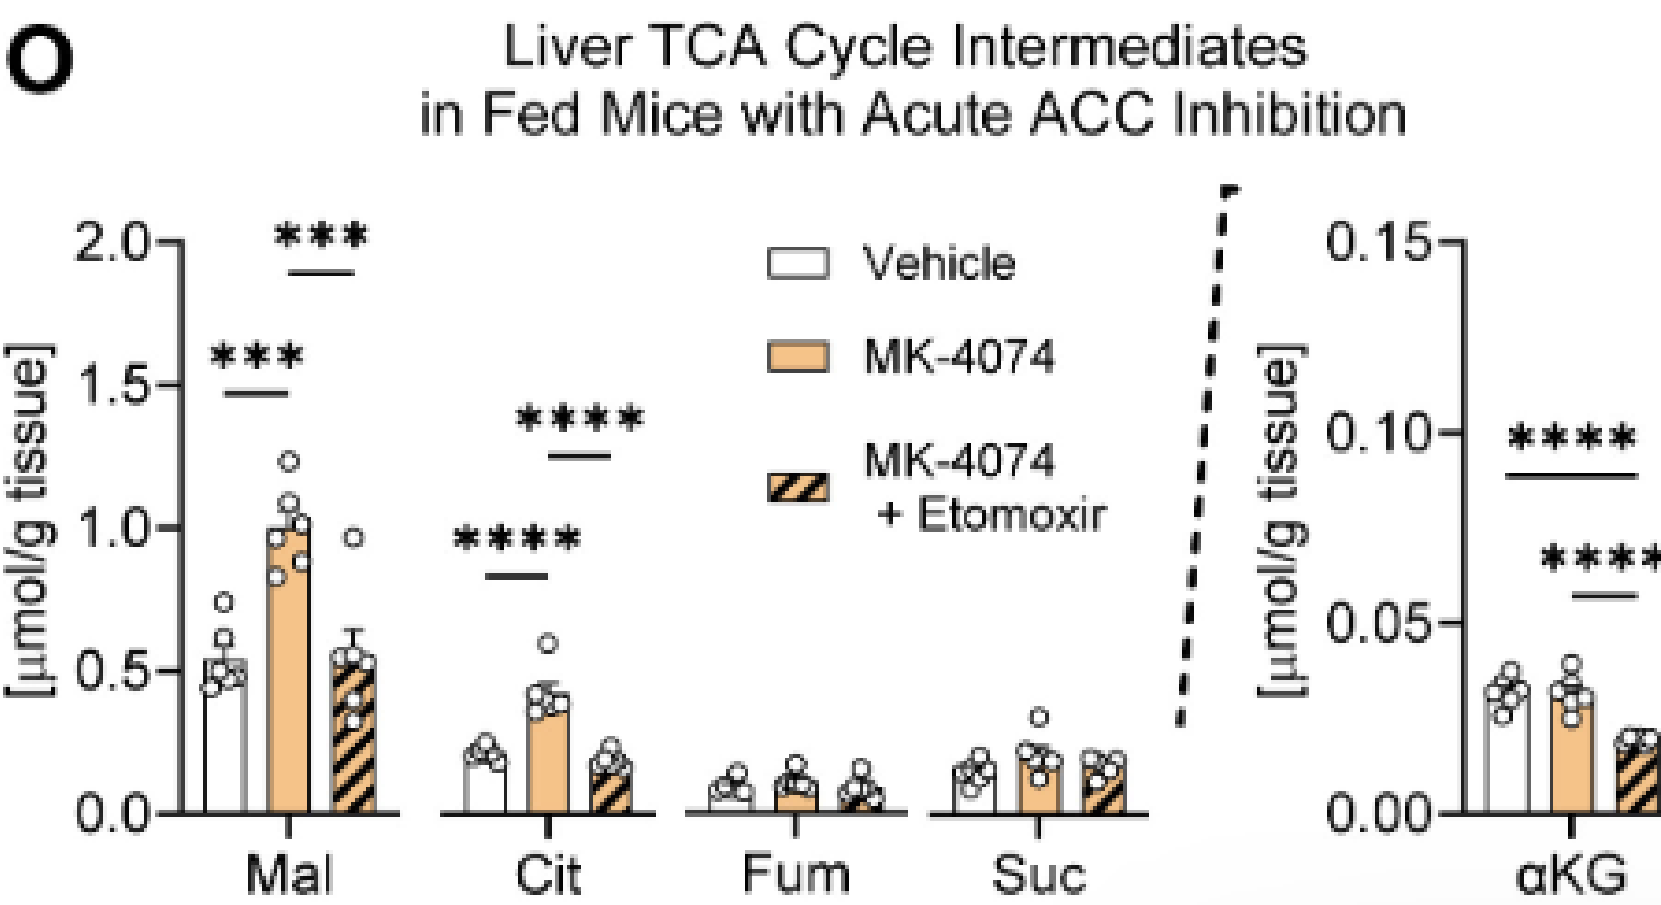 O
Liver TCA Cycle Intermediates
in Fed Mice with Acute ACC Inhibition
[µmol/g tissue]
2.0
1.5
1.0
0.5
0.0
***
***
****
****
Vehicle
MK-4074
MK-4074
+ Etomoxir
Mal
Cit
Fum
Suc
[µmol/g tissue]
0.15
0.10
0.05
0.00
****
****
αKG